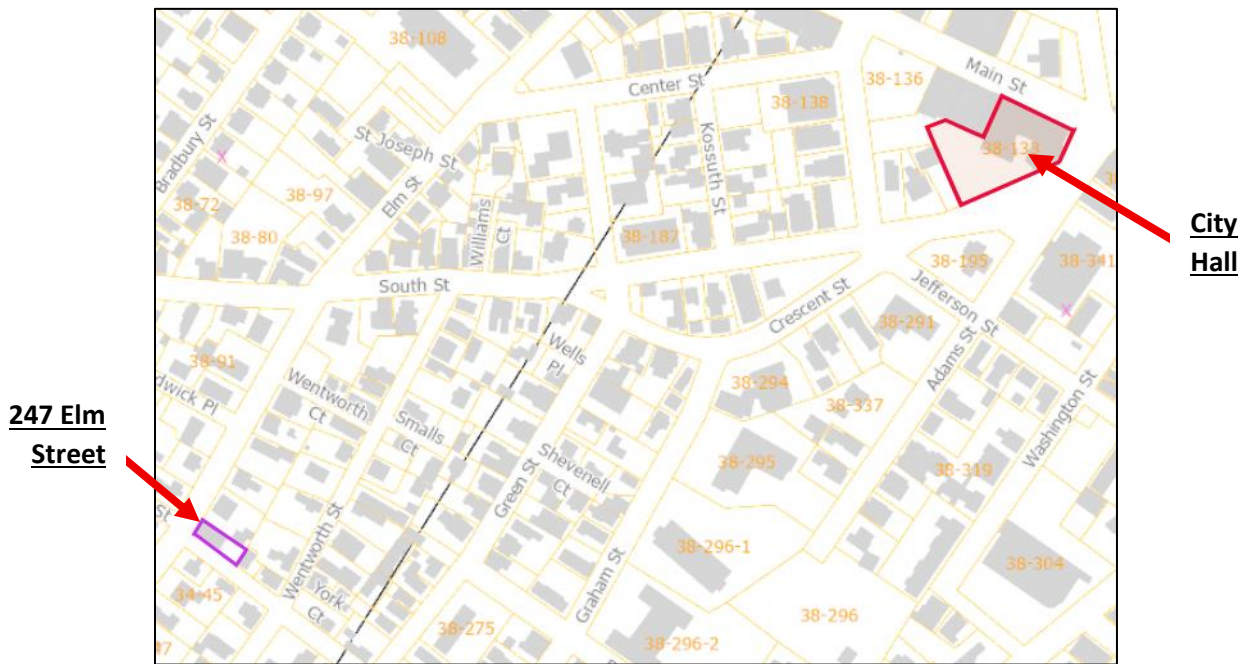 38-108
Main St
Center St
38-136
38-138
Bradbury St
X
St Joseph St
Kossuth St
38-72
38-97
Elm St
38-80
Williams
Ct
38-187
38-195
38-341
City
Hall
South St
Crescent St
Jefferson St
38-291
X
38-91
Wells
Pl
Adams St
38-294
Wentworth
Ct
38-337
Washington St
247 Elm
Street
Smalls
Ct
Green St
Shevenell
Ct
38-295
38-319
St
Wentworth St
38-296-1
38-304
34-45
York
Ct
Graham St
38-275
38-296
38-296-2